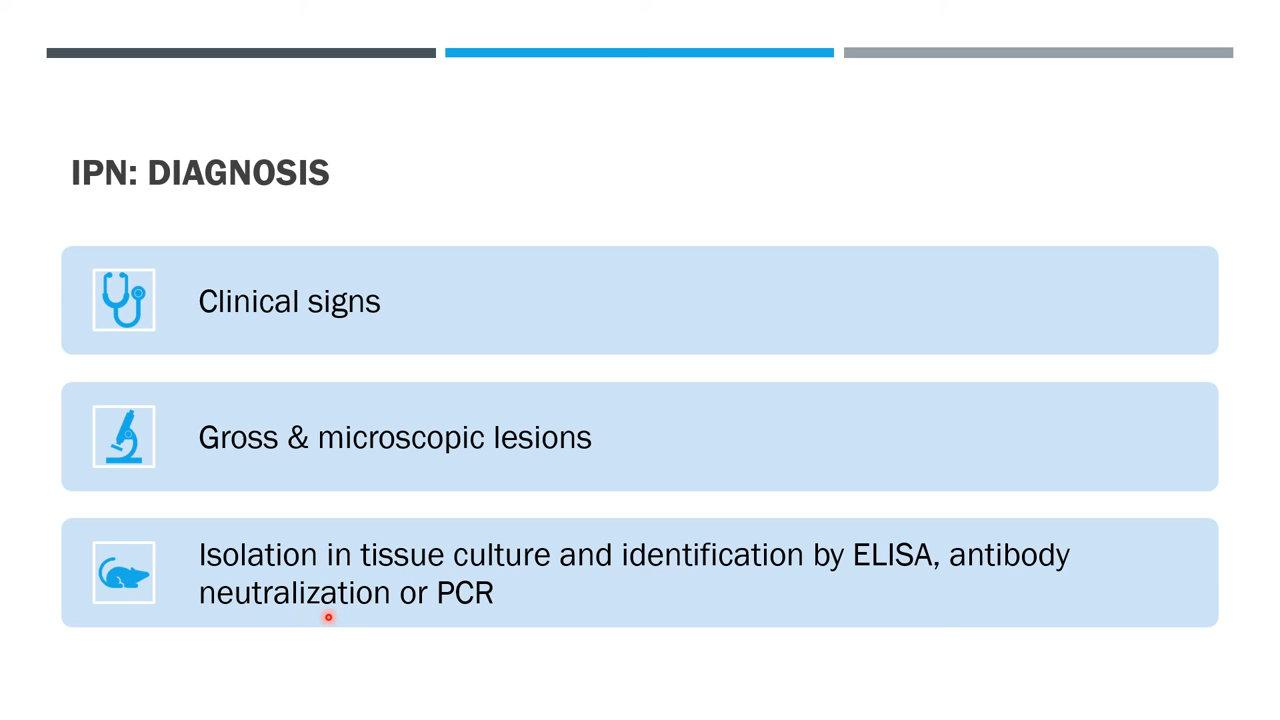 IPN: DIAGNOSIS
Clinical signs
Gross & microscopic lesions
Isolation in tissue culture and identification by ELISA, antibody
neutralization or PCR